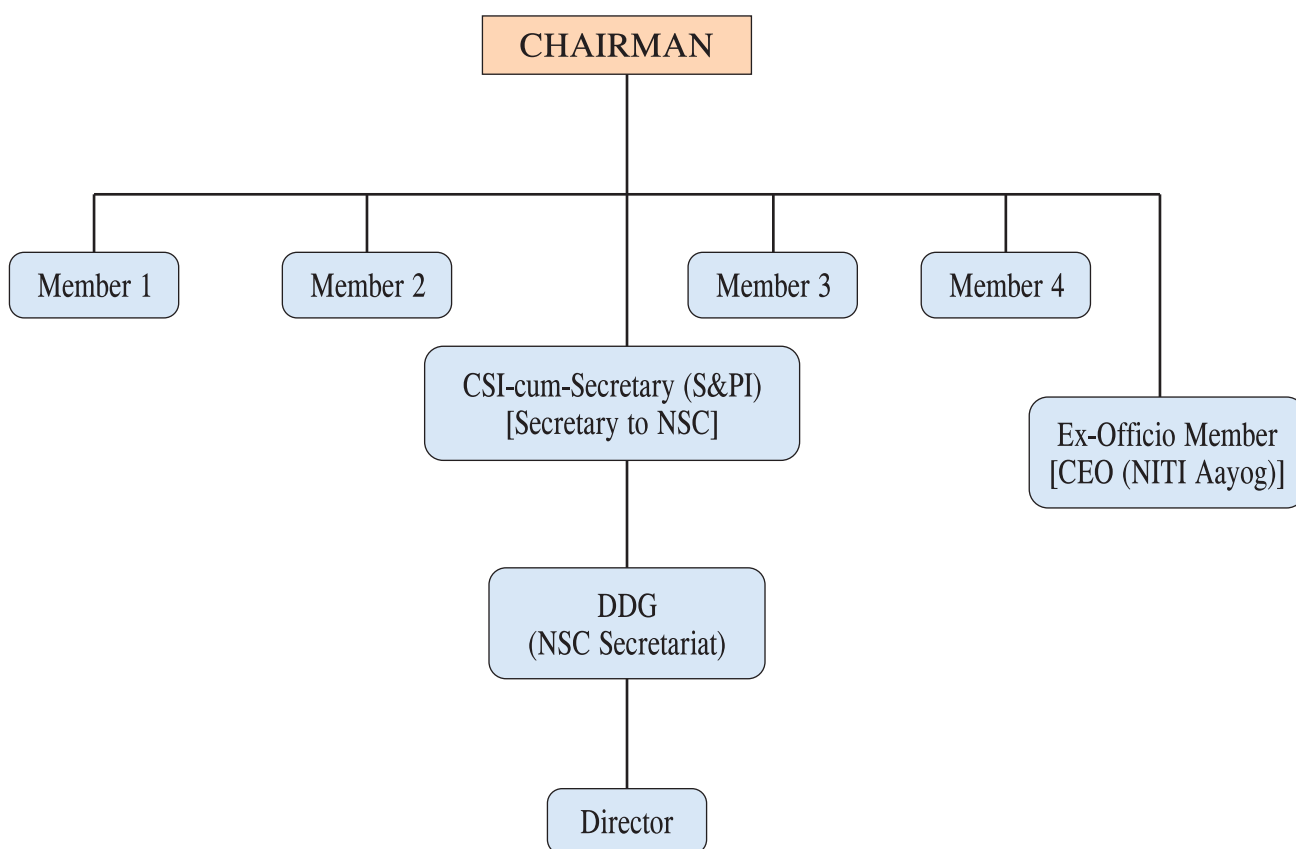 CHAIRMAN
Member 1
Member 2
Member 3
Member 4
CSI-cum-Secretary (S&PI)
[Secretary to NSC]
Ex-Officio Member
[CEO (NITI Aayog)]
DDG
(NSC Secretariat)
Director